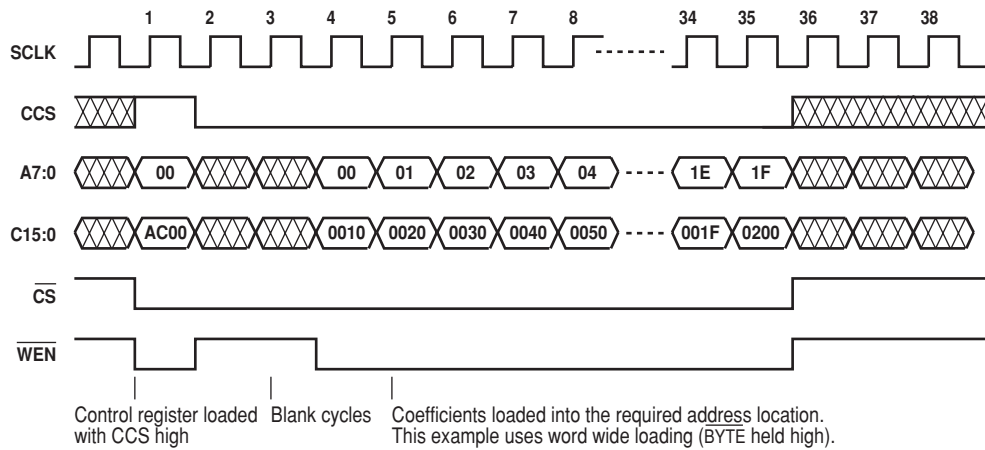 1 2 3 4 5 6 7 8 34 35 36 37 38
SCLK
CCS
A7:0 00 00 01 02 03 04 1E 1F
C15:0 AC00 0010 0020 0030 0040 0050 001F 0200
CS
WEN
Control register loaded
with CCS high
Blank cycles
Coefficients loaded into the required address location.
This example uses word wide loading (BYTE held high).